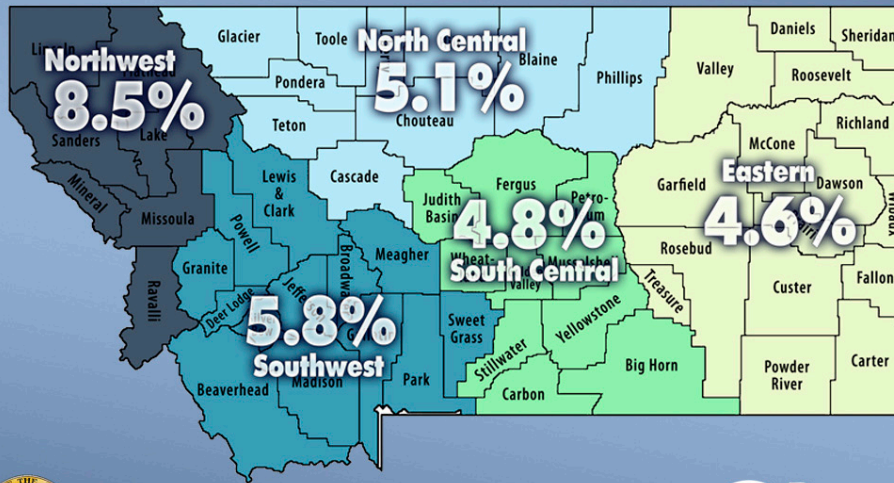 Northwest
8.5%
North Central
5.1%
Eastern
4.6%
4.8%
South Central
5.8%
Southwest
Glacier
Toole
Blaine
Phillips
Valley
Daniels
Sheridan
Roosevelt
Pondera
Teton
Chouteau
Cascade
Sanders
Lake
Mineral
Missoula
Ravalli
Lewis
&
Clark
Powell
Granite
Deer Lodge
Meagher
Judith
Basin
Fergus
Petro-
Garfield
McCone
Richland
Dawson
Wheat-
Valley
Rosebud
Treasure
Custer
Fallon
Sweet
Grass
Stillwater
Yellowstone
Big Horn
Carbon
Park
Madison
Beaverhead
Powder
River
Carter
THE